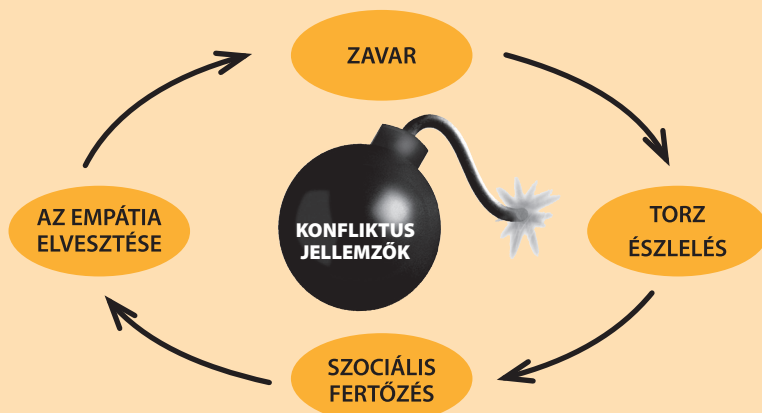 ZAVAR
TORZ
ÉSZLELÉS
SZOCIÁLIS
FERTŐZÉS
AZ EMPÁTIA
ELVESZTÉSE
KONFLIKTUS
JELLEMZŐK